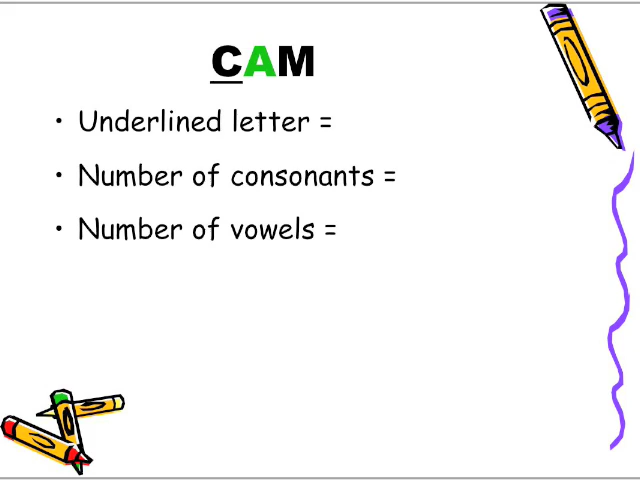 CAM
• Underlined letter =
• Number of consonants =
• Number of vowels =